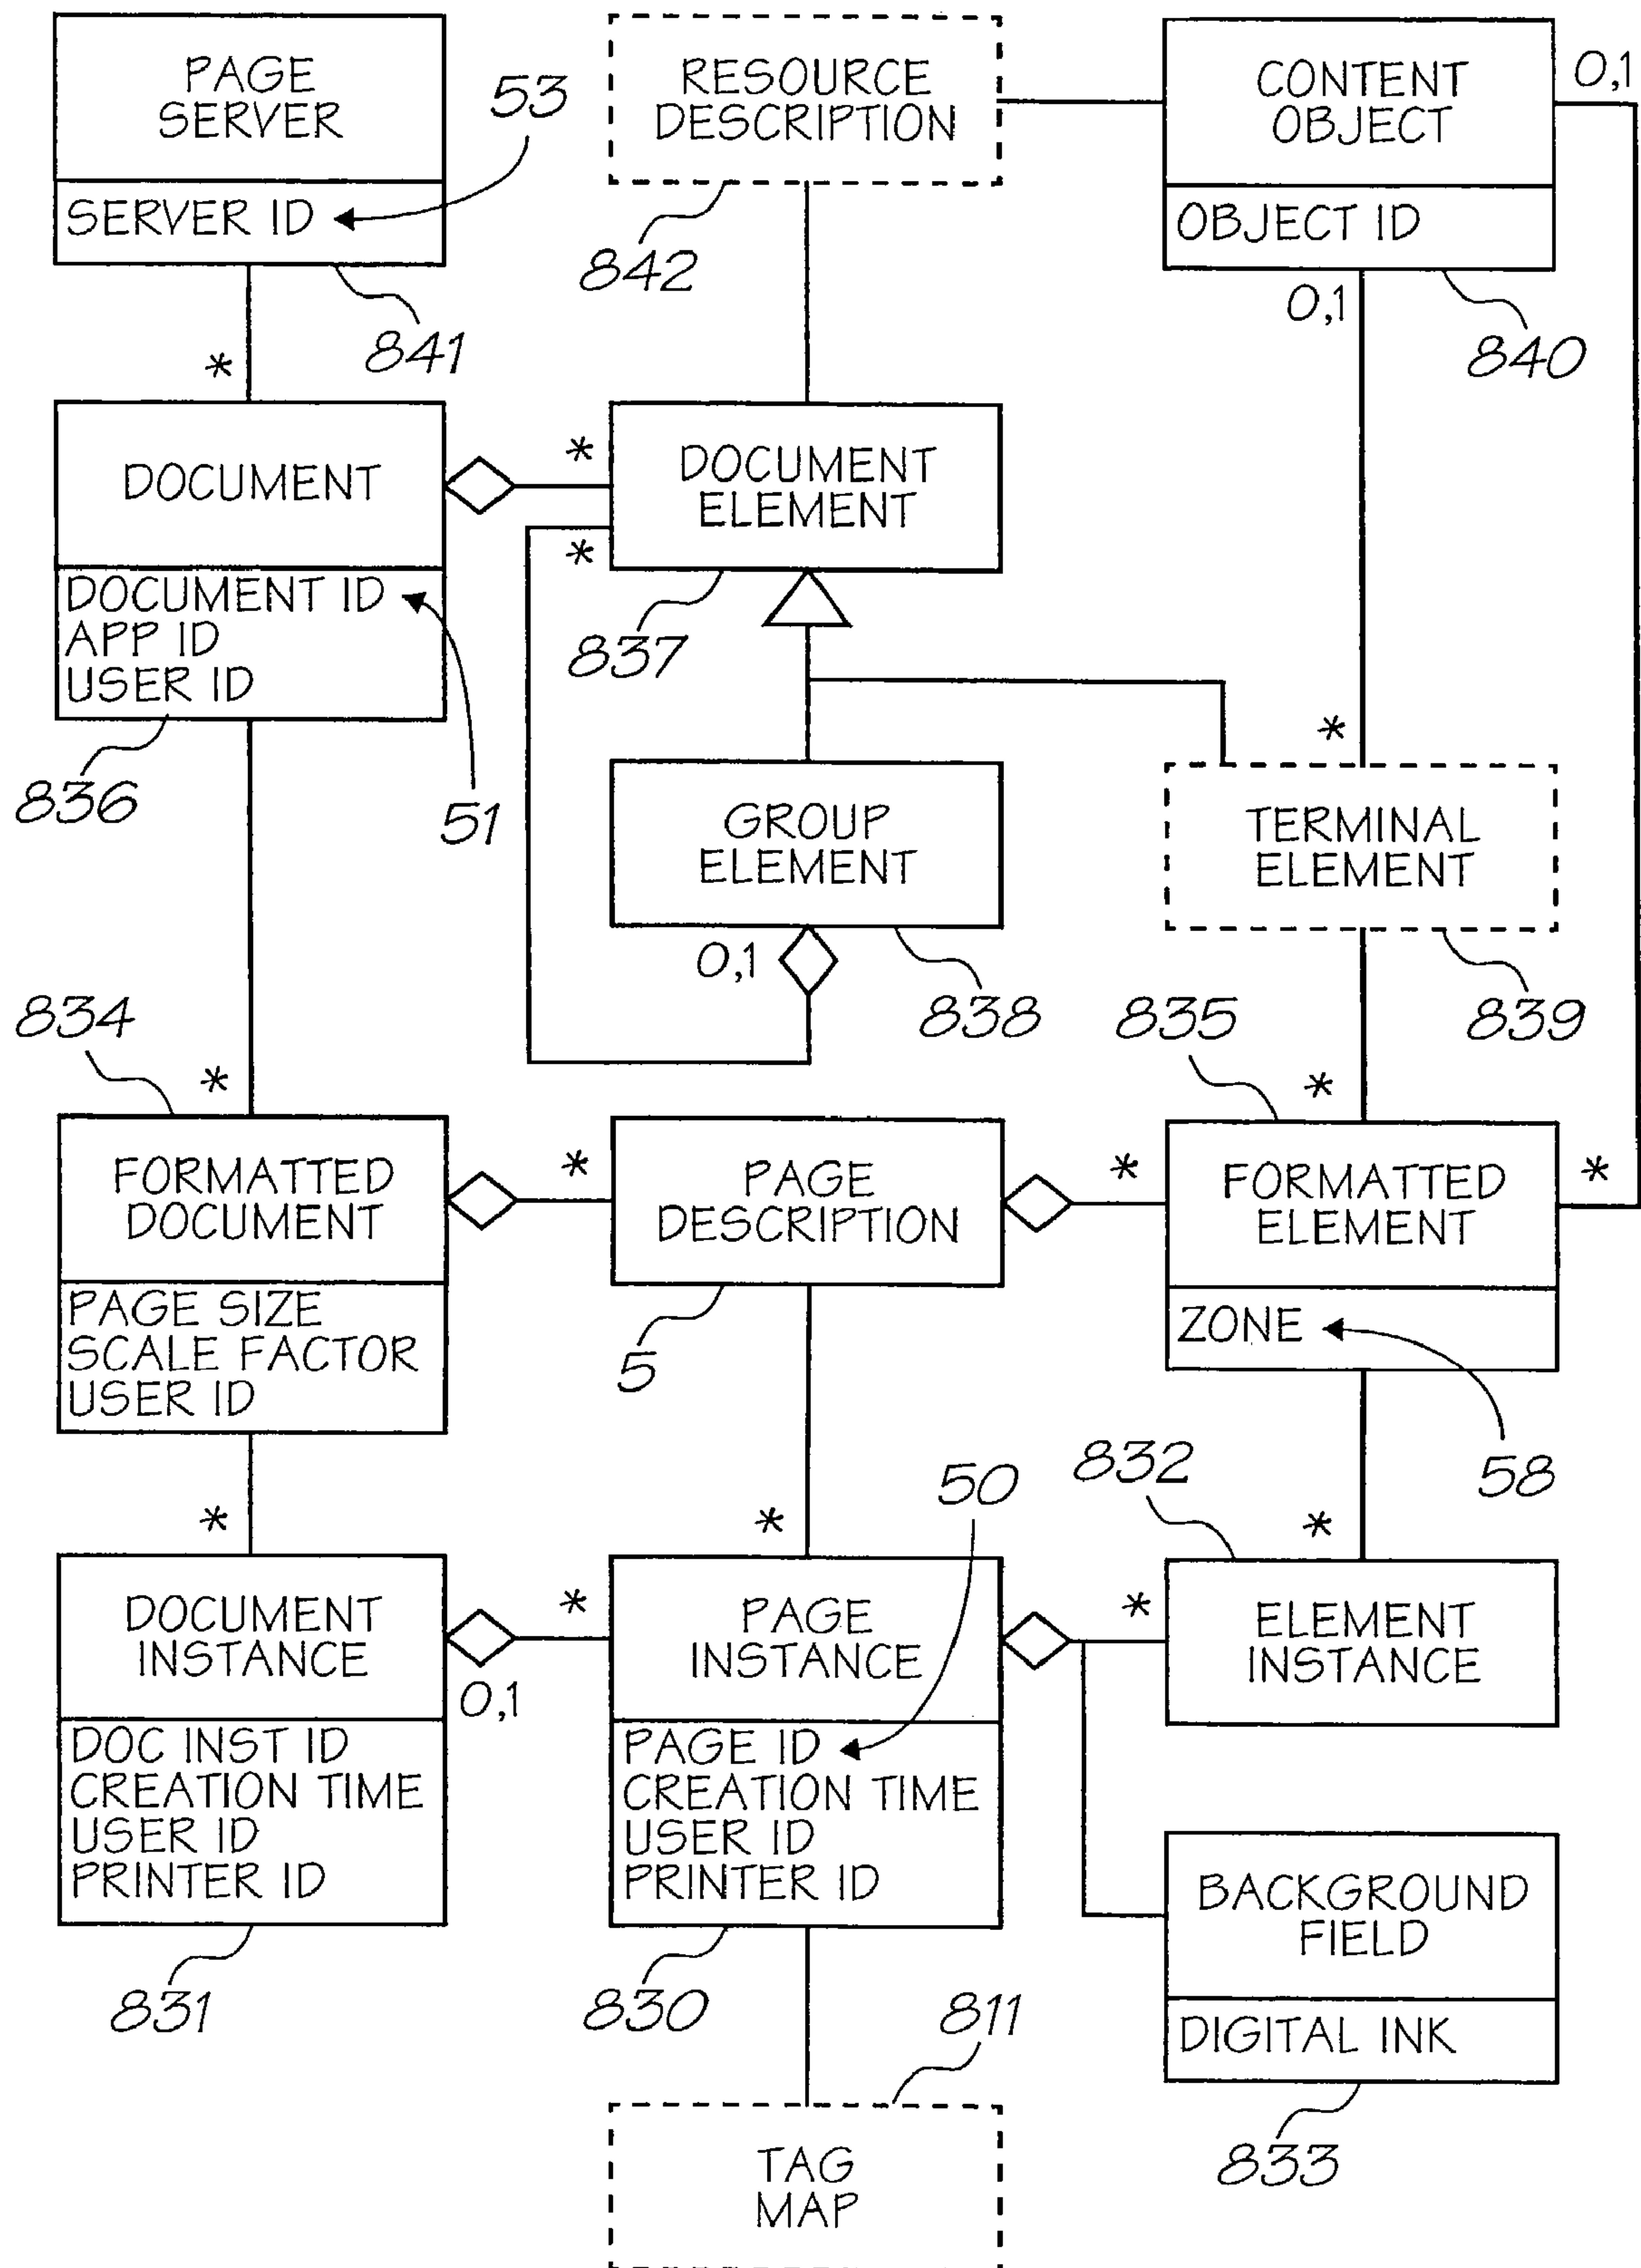 PAGE
SERVER
SERVER ID
53
841
RESOURCE
DESCRIPTION
842
CONTENT
OBJECT
OBJECT ID
0,1
0,1
840
*
DOCUMENT
DOCUMENT ID
APP ID
USER ID
836
51
*
*
DOCUMENT
ELEMENT
837
GROUP
ELEMENT
0,1
838
*
TERMINAL
ELEMENT
839
834
*
FORMATTED
DOCUMENT
PAGE SIZE
SCALE FACTOR
USER ID
*
PAGE
DESCRIPTION
5
835
*
*
*
FORMATTED
ELEMENT
ZONE
58
*
DOCUMENT
INSTANCE
0,1
DOC INST ID
CREATION TIME
USER ID
PRINTER ID
831
*
*
50
PAGE
INSTANCE
PAGE ID
CREATION TIME
USER ID
PRINTER ID
830
832
*
*
ELEMENT
INSTANCE
BACKGROUND
FIELD
DIGITAL INK
833
811
TAG
MAP